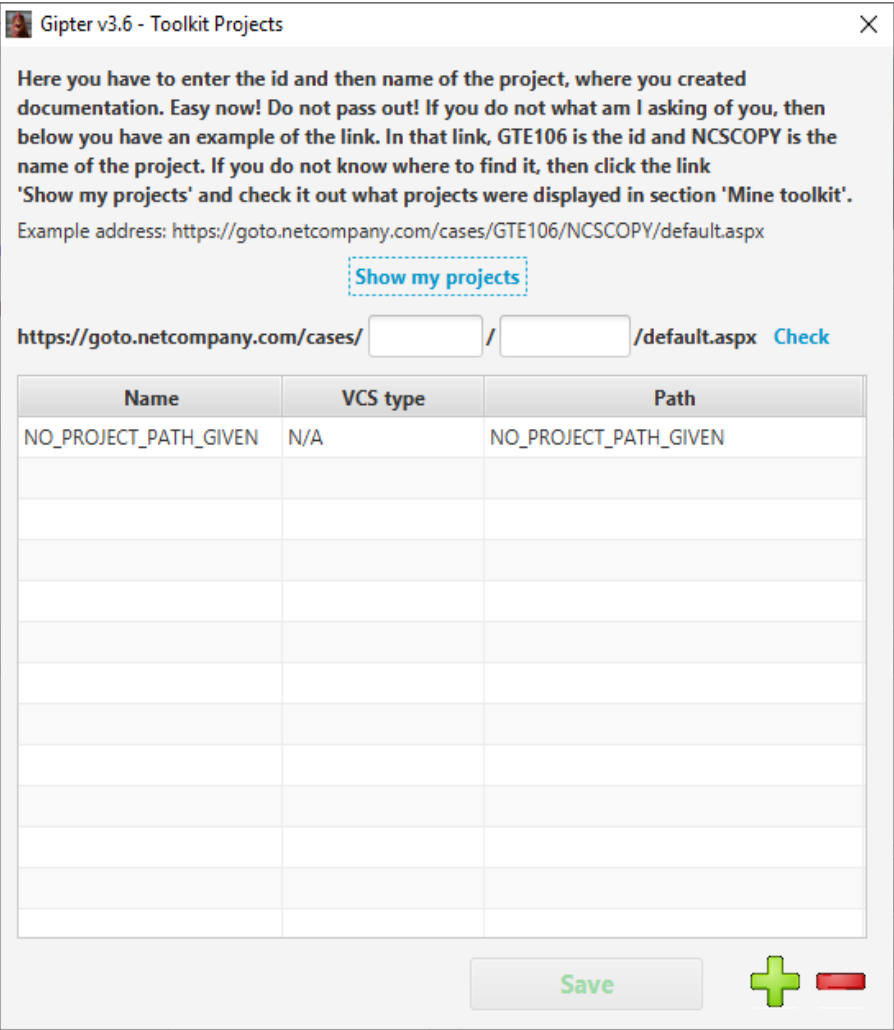 Gipter v3.6 - Toolkit Projects
Here you have to enter the id and then name of the project, where you created
documentation. Easy now! Do not pass out! If you do not what am I asking of you, then
below you have an example of the link. In that link, GTE106 is the id and NCSCOPY is the
name of the project. If you do not know where to find it, then click the link
'Show my projects' and check it out what projects were displayed in section 'Mine toolkit'.
Example address: https://goto.netcompany.com/cases/GTE106/NCSCOPY/default.aspx
Show my projects
https://goto.netcompany.com/cases/ / /default.aspx Check
Name VCS type Path
NO_PROJECT_PATH_GIVEN N/A NO_PROJECT_PATH_GIVEN
Save